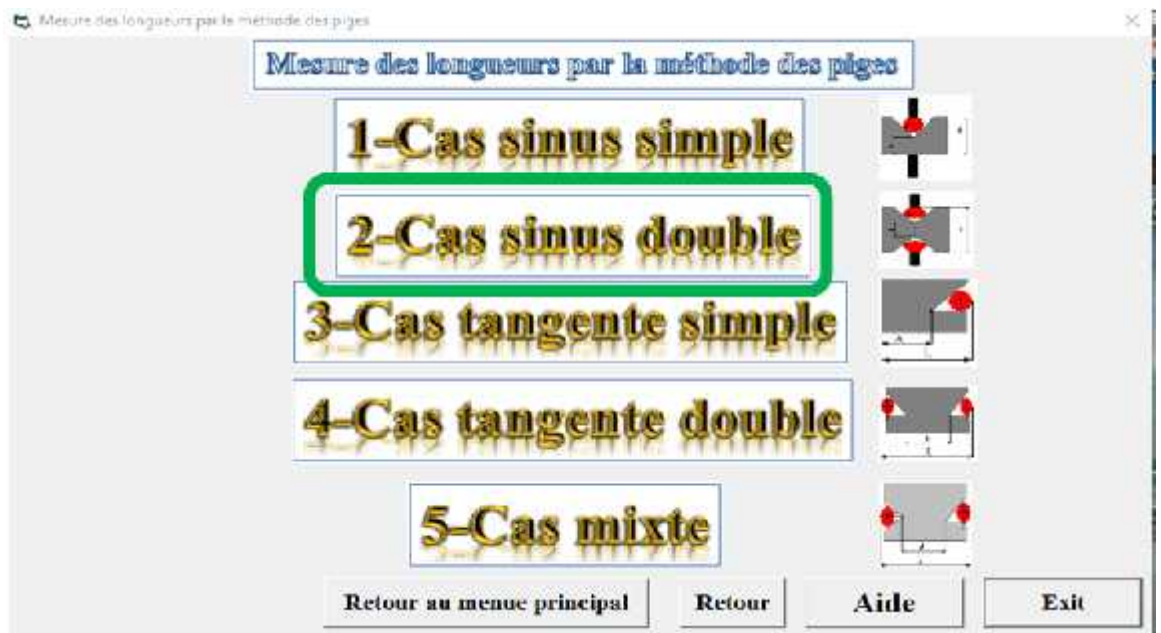 Mesure des longueurs par la méthode des piges
Mesure des longueurs par la méthode des piges
1-Cas sinus simple
2-Cas sinus double
3-Cas tangente simple
4-Cas tangente double
5-Cas mixte
Retour au menue principal
Retour
Aide
Exit